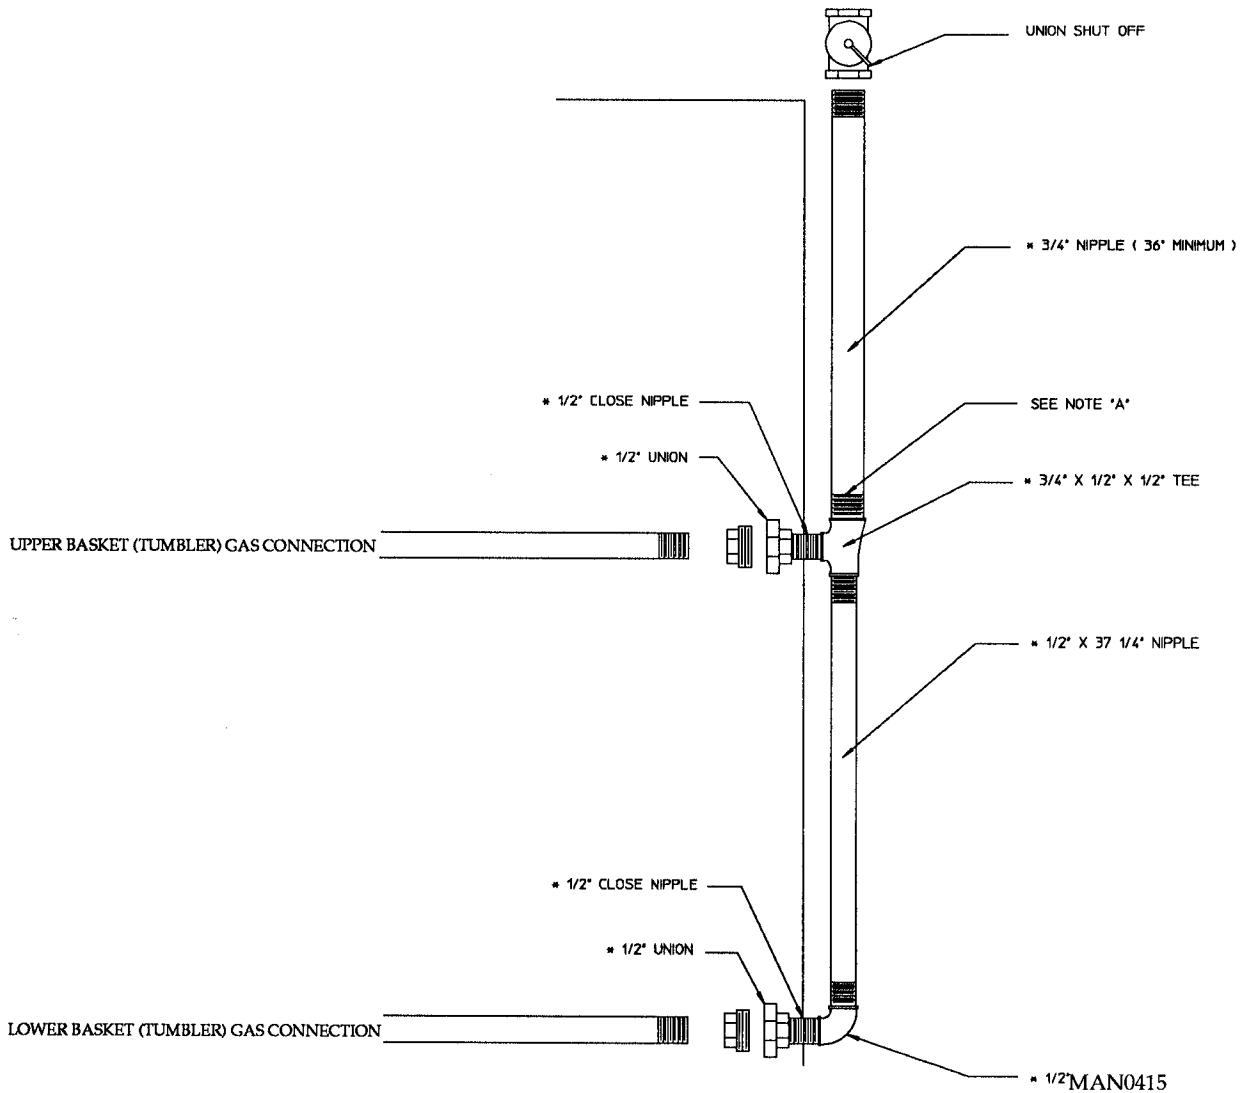 UNION SHUT OFF
* 3/4" NIPPLE ( 36" MINIMUM )
* 1/2" CLOSE NIPPLE
SEE NOTE "A"
* 1/2" UNION
* 3/4" X 1/2" X 1/2" TEE
UPPER BASKET (TUMBLER) GAS CONNECTION
* 1/2" X 37 1/4" NIPPLE
* 1/2" CLOSE NIPPLE
* 1/2" UNION
LOWER BASKET (TUMBLER) GAS CONNECTION
* 1/2" MAN0415